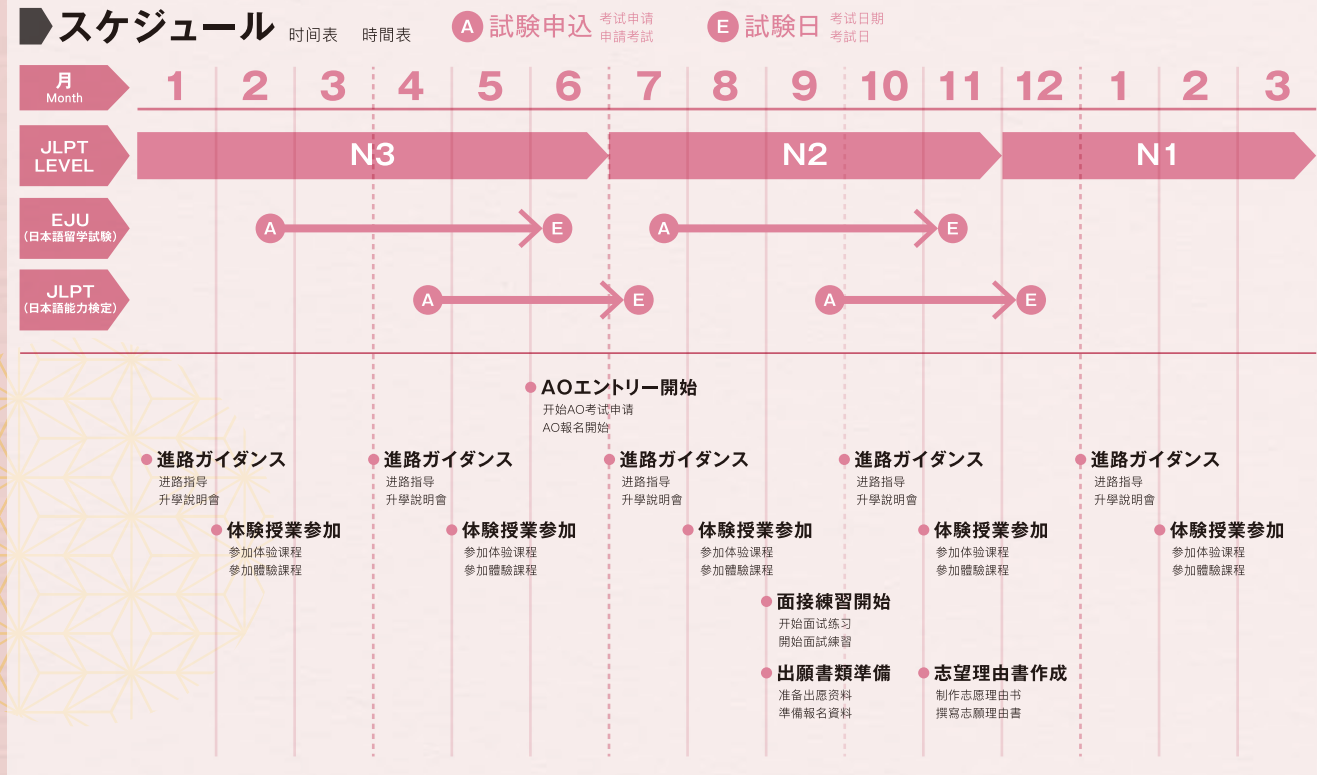 スケジュール 时间表 時間表
A 試験申込 考试申请
申請考試
E 試験日 考试日期
考試日
月
Month
1 2 3 4 5 6 7 8 9 10 11 12 1 2 3
JLPT
LEVEL
N3 N2 N1
EJU
(日本語留学試験)
A E A E
JLPT
(日本語能力検定)
A E A E
AOエントリー開始
开始AO考试申请
AO報名開始
進路ガイダンス 進路ガイダンス 進路ガイダンス 進路ガイダンス 進路ガイダンス
进路指导 进路指导 进路指导 进路指导 进路指导
升學說明會 升學說明會 升學說明會 升學說明會 升學說明會
体験授業参加 体験授業参加 体験授業参加 体験授業参加 体験授業参加
参加体验课程 参加体验课程 参加体验课程 参加体验课程 参加体验课程
參加體驗課程 參加體驗課程 參加體驗課程 參加體驗課程 參加體驗課程
面接練習開始
开始面试练习
開始面試練習
出願書類準備 志望理由書作成
准备出愿资料 制作志愿理由书
準備報名資料 撰寫志願理由書